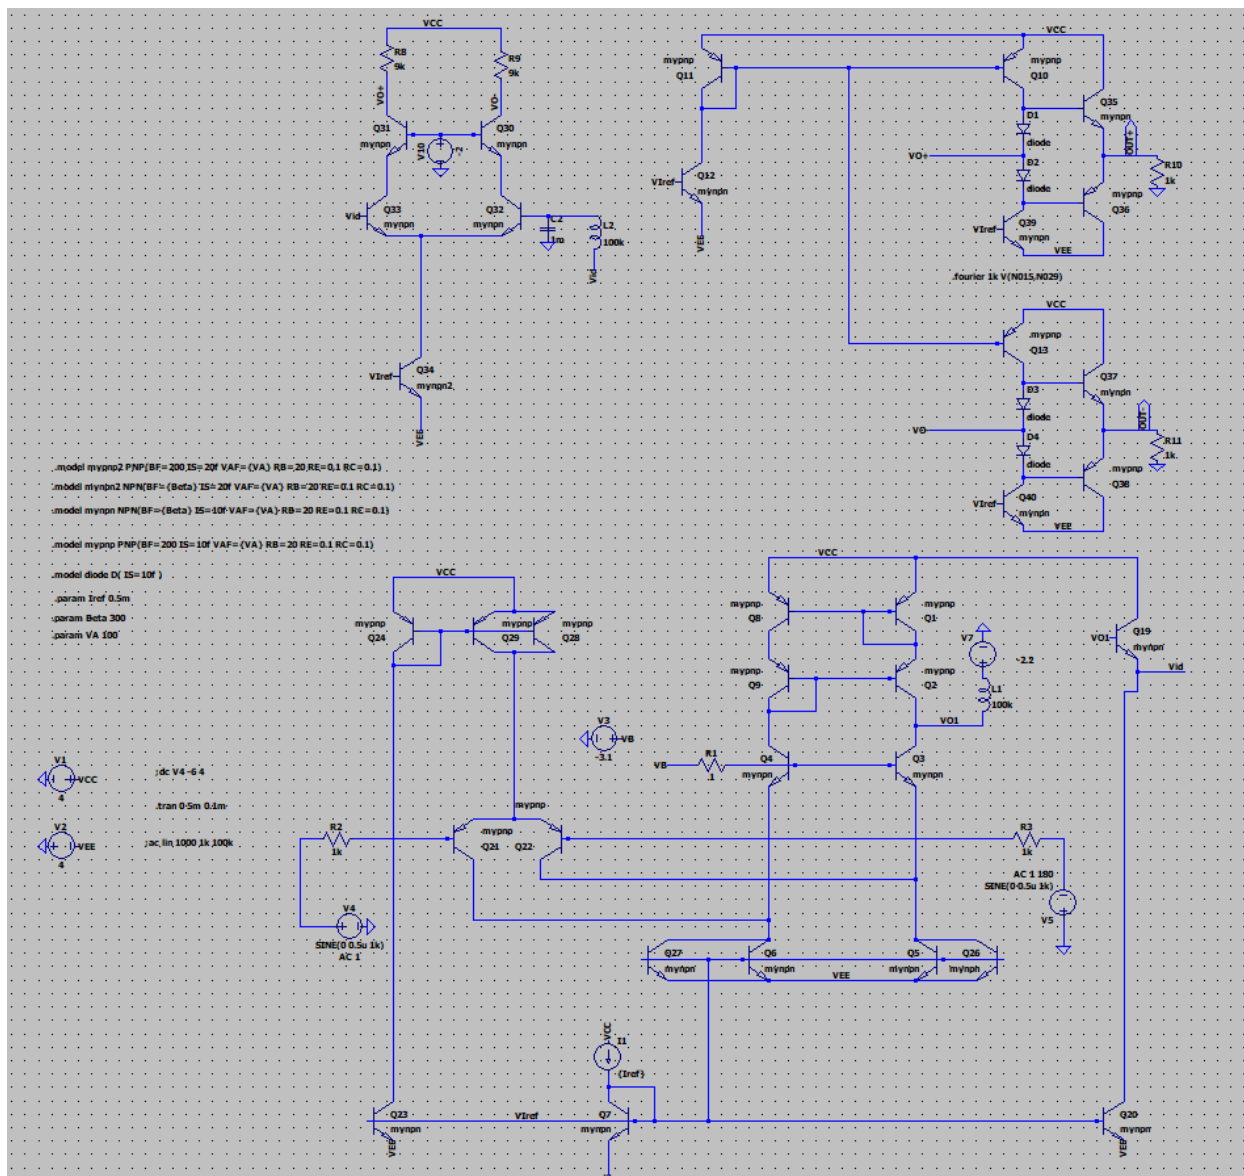 VCC
R8
9k
R9
9k
VO+
VO-
Q31
mynpn
V10
-2
Q30
mynpn
Vid
Q33
mynpn
Q32
mynpn
C2
1m
L2
100k
Vid
VIref
Q34
mynpn2
VEE
VCC
mypnp
Q11
mypnp
Q10
Q35
mynpn
D1
diode
OUT+
VO+
D2
diode
R10
1k
VIref
Q12
mynpn
VEE
mypnp
Q36
Q39
VIref
mynpn
VEE
.fourier 1k V(N015,N029)
VCC
mypnp
Q13
Q37
mynpn
D3
diode
OUT-
VO-
D4
diode
R11
1k
mypnp
Q38
Q40
VIref
mynpn
VEE
.model mypnp2 PNP(BF=200 IS=20f VAF={VA} RB=20 RE=0.1 RC=0.1)
.model mynpn2 NPN(BF={Beta} IS=20f VAF={VA} RB=20 RE=0.1 RC=0.1)
.model mynpn NPN(BF={Beta} IS=10f VAF={VA} RB=20 RE=0.1 RC=0.1)
.model mypnp PNP(BF=200 IS=10f VAF={VA} RB=20 RE=0.1 RC=0.1)
.model diode D( IS=10f )
.param Iref 0.5m
.param Beta 300
.param VA 100
VCC
mypnp
Q24
mypnp
Q29
mypnp
Q28
VCC
mypnp
Q8
mypnp
Q1
mypnp
Q9
mypnp
Q2
V7
-2.2
L1
100k
VO1
VO1
Q19
mynpn
Vid
V3
VB
-3.1
VB
R1
.1
Q4
mynpn
Q3
mynpn
V1
VCC
4
;dc V4 -6 4
.tran 0 5m 0.1m
V2
VEE
4
;ac lin 1000 1k 100k
R2
1k
mypnp
mypnp
Q21
Q22
R3
1k
AC 1 180
SINE(0 0.5u 1k)
V5
V4
SINE(0 0.5u 1k)
AC 1
Q27
mynpn
Q6
mynpn
VEE
Q5
mynpn
Q26
mynpn
VCC
I1
{Iref}
Q23
mynpn
VEE
VIref
Q7
mynpn
Q20
mynpn
VEE